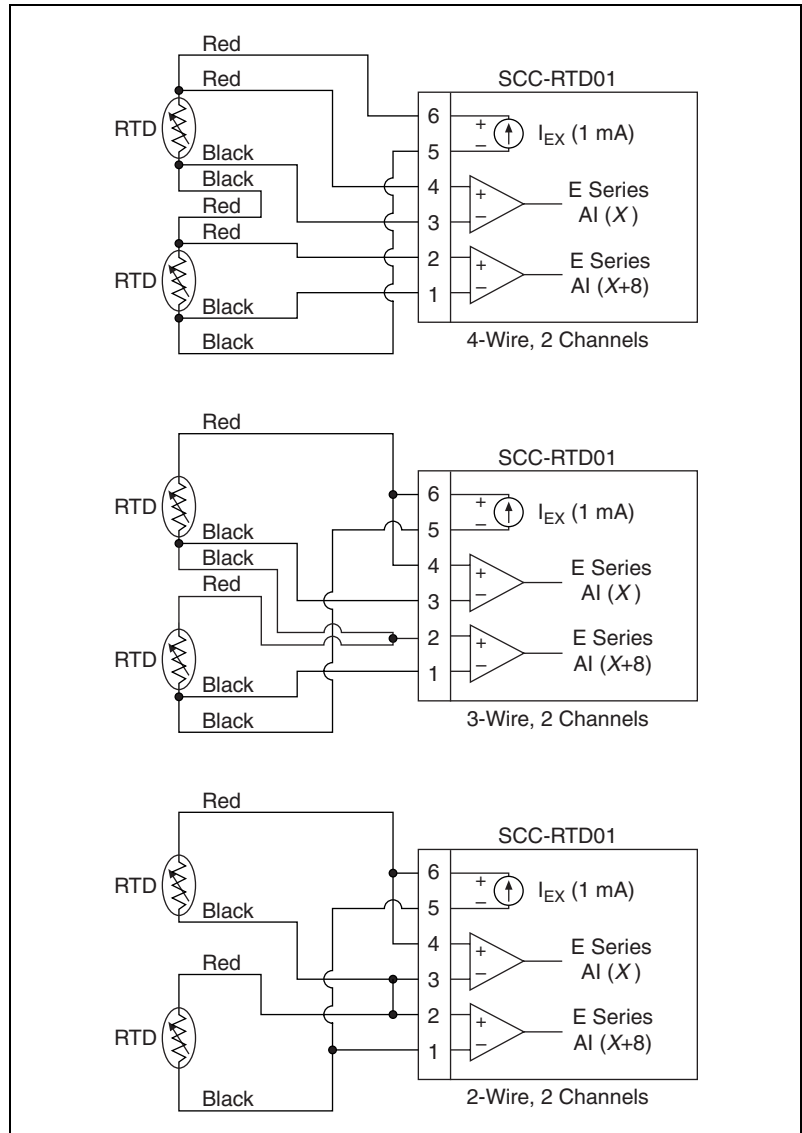 Red
Red
SCC-RTD01
6
+
RTD
I_EX (1 mA)
5
–
Black
Black
4
+
E Series
AI (X)
Red
3
–
Red
2
+
E Series
RTD
AI (X+8)
1
–
Black
Black
4-Wire, 2 Channels
Red
SCC-RTD01
6
+
RTD
I_EX (1 mA)
5
–
Black
Black
4
+
E Series
AI (X)
Red
3
–
2
+
E Series
RTD
AI (X+8)
1
–
Black
Black
3-Wire, 2 Channels
Red
SCC-RTD01
6
+
RTD
I_EX (1 mA)
5
–
Black
4
+
E Series
AI (X)
Red
3
–
2
+
E Series
RTD
AI (X+8)
1
–
Black
2-Wire, 2 Channels